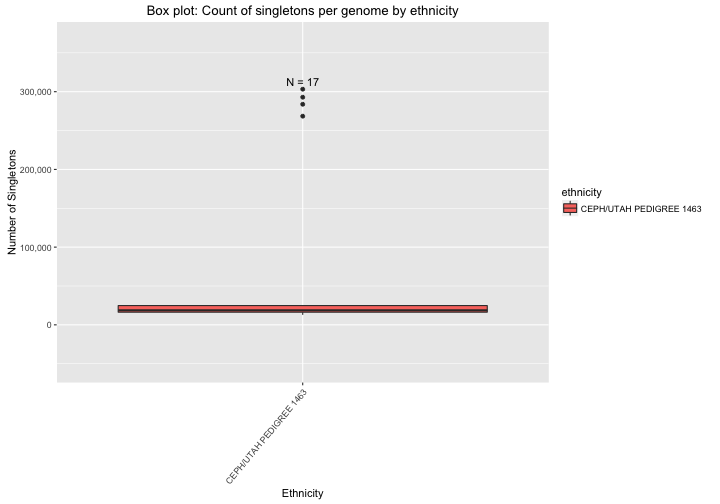 Box plot: Count of singletons per genome by ethnicity
N = 17
300,000
200,000
100,000
0
Number of Singletons
CEPH/UTAH PEDIGREE 1463
Ethnicity
ethnicity
CEPH/UTAH PEDIGREE 1463